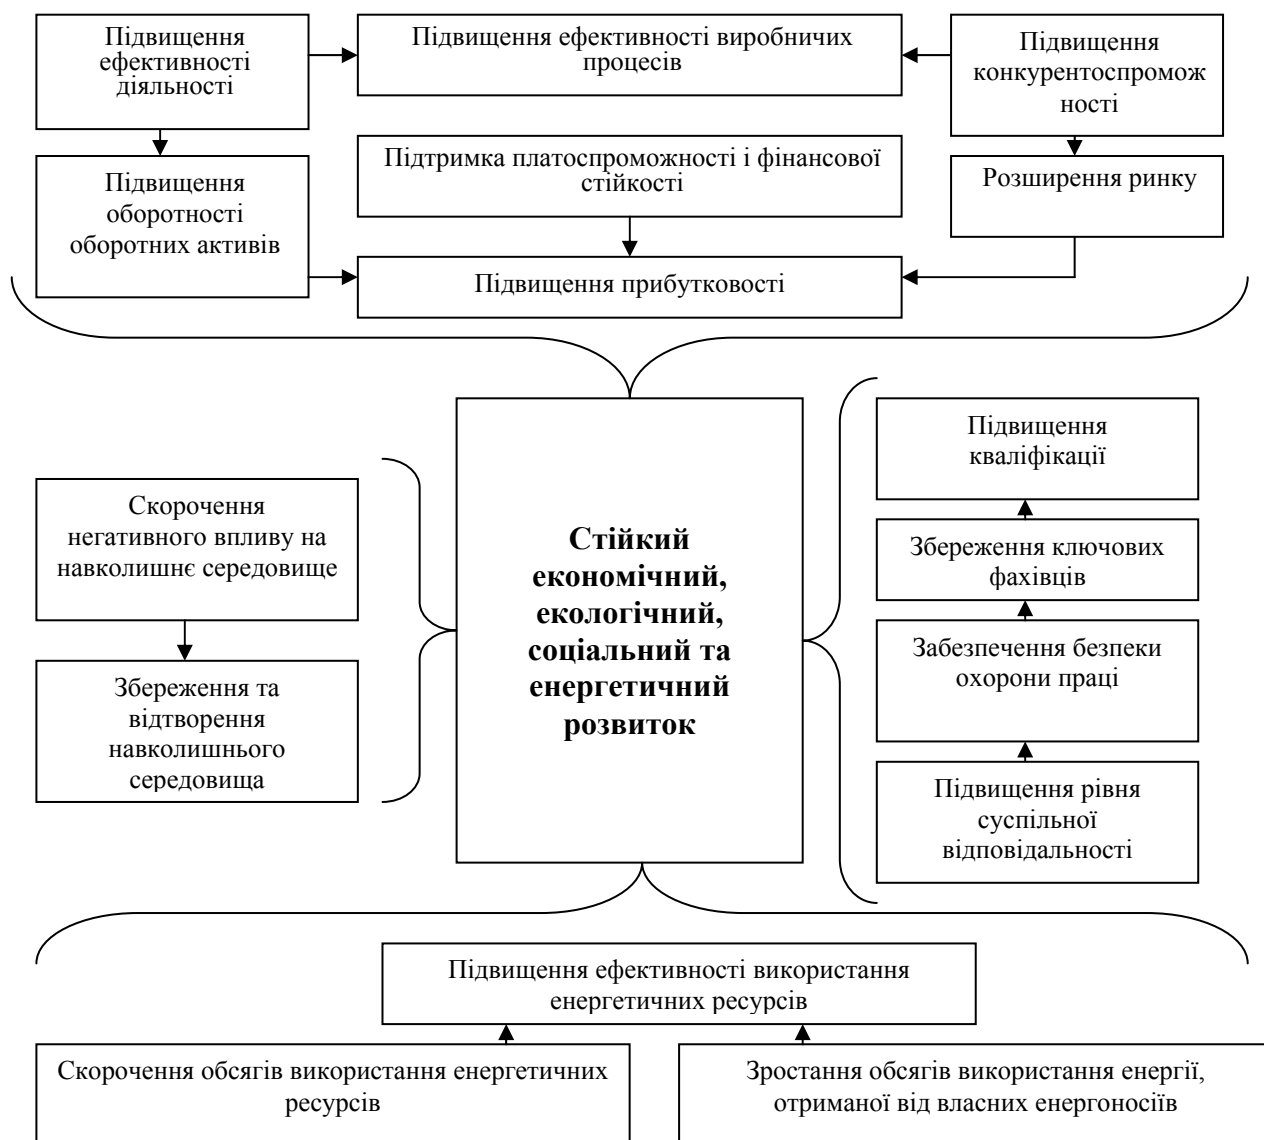 Підвищення
ефективності
діяльності
Підвищення ефективності виробничих
процесів
Підвищення
конкурентоспромож
ності
Підвищення
оборотності
оборотних активів
Підтримка платоспроможності і фінансової
стійкості
Розширення ринку
Підвищення прибутковості
Скорочення
негативного впливу на
навколишнє середовище
Збереження та
відтворення
навколишнього
середовища
Стійкий
економічний,
екологічний,
соціальний та
енергетичний
розвиток
Підвищення
кваліфікації
Збереження ключових
фахівців
Забезпечення безпеки
охорони праці
Підвищення рівня
суспільної
відповідальності
Підвищення ефективності використання
енергетичних ресурсів
Скорочення обсягів використання енергетичних
ресурсів
Зростання обсягів використання енергії,
отриманої від власних енергоносіїв